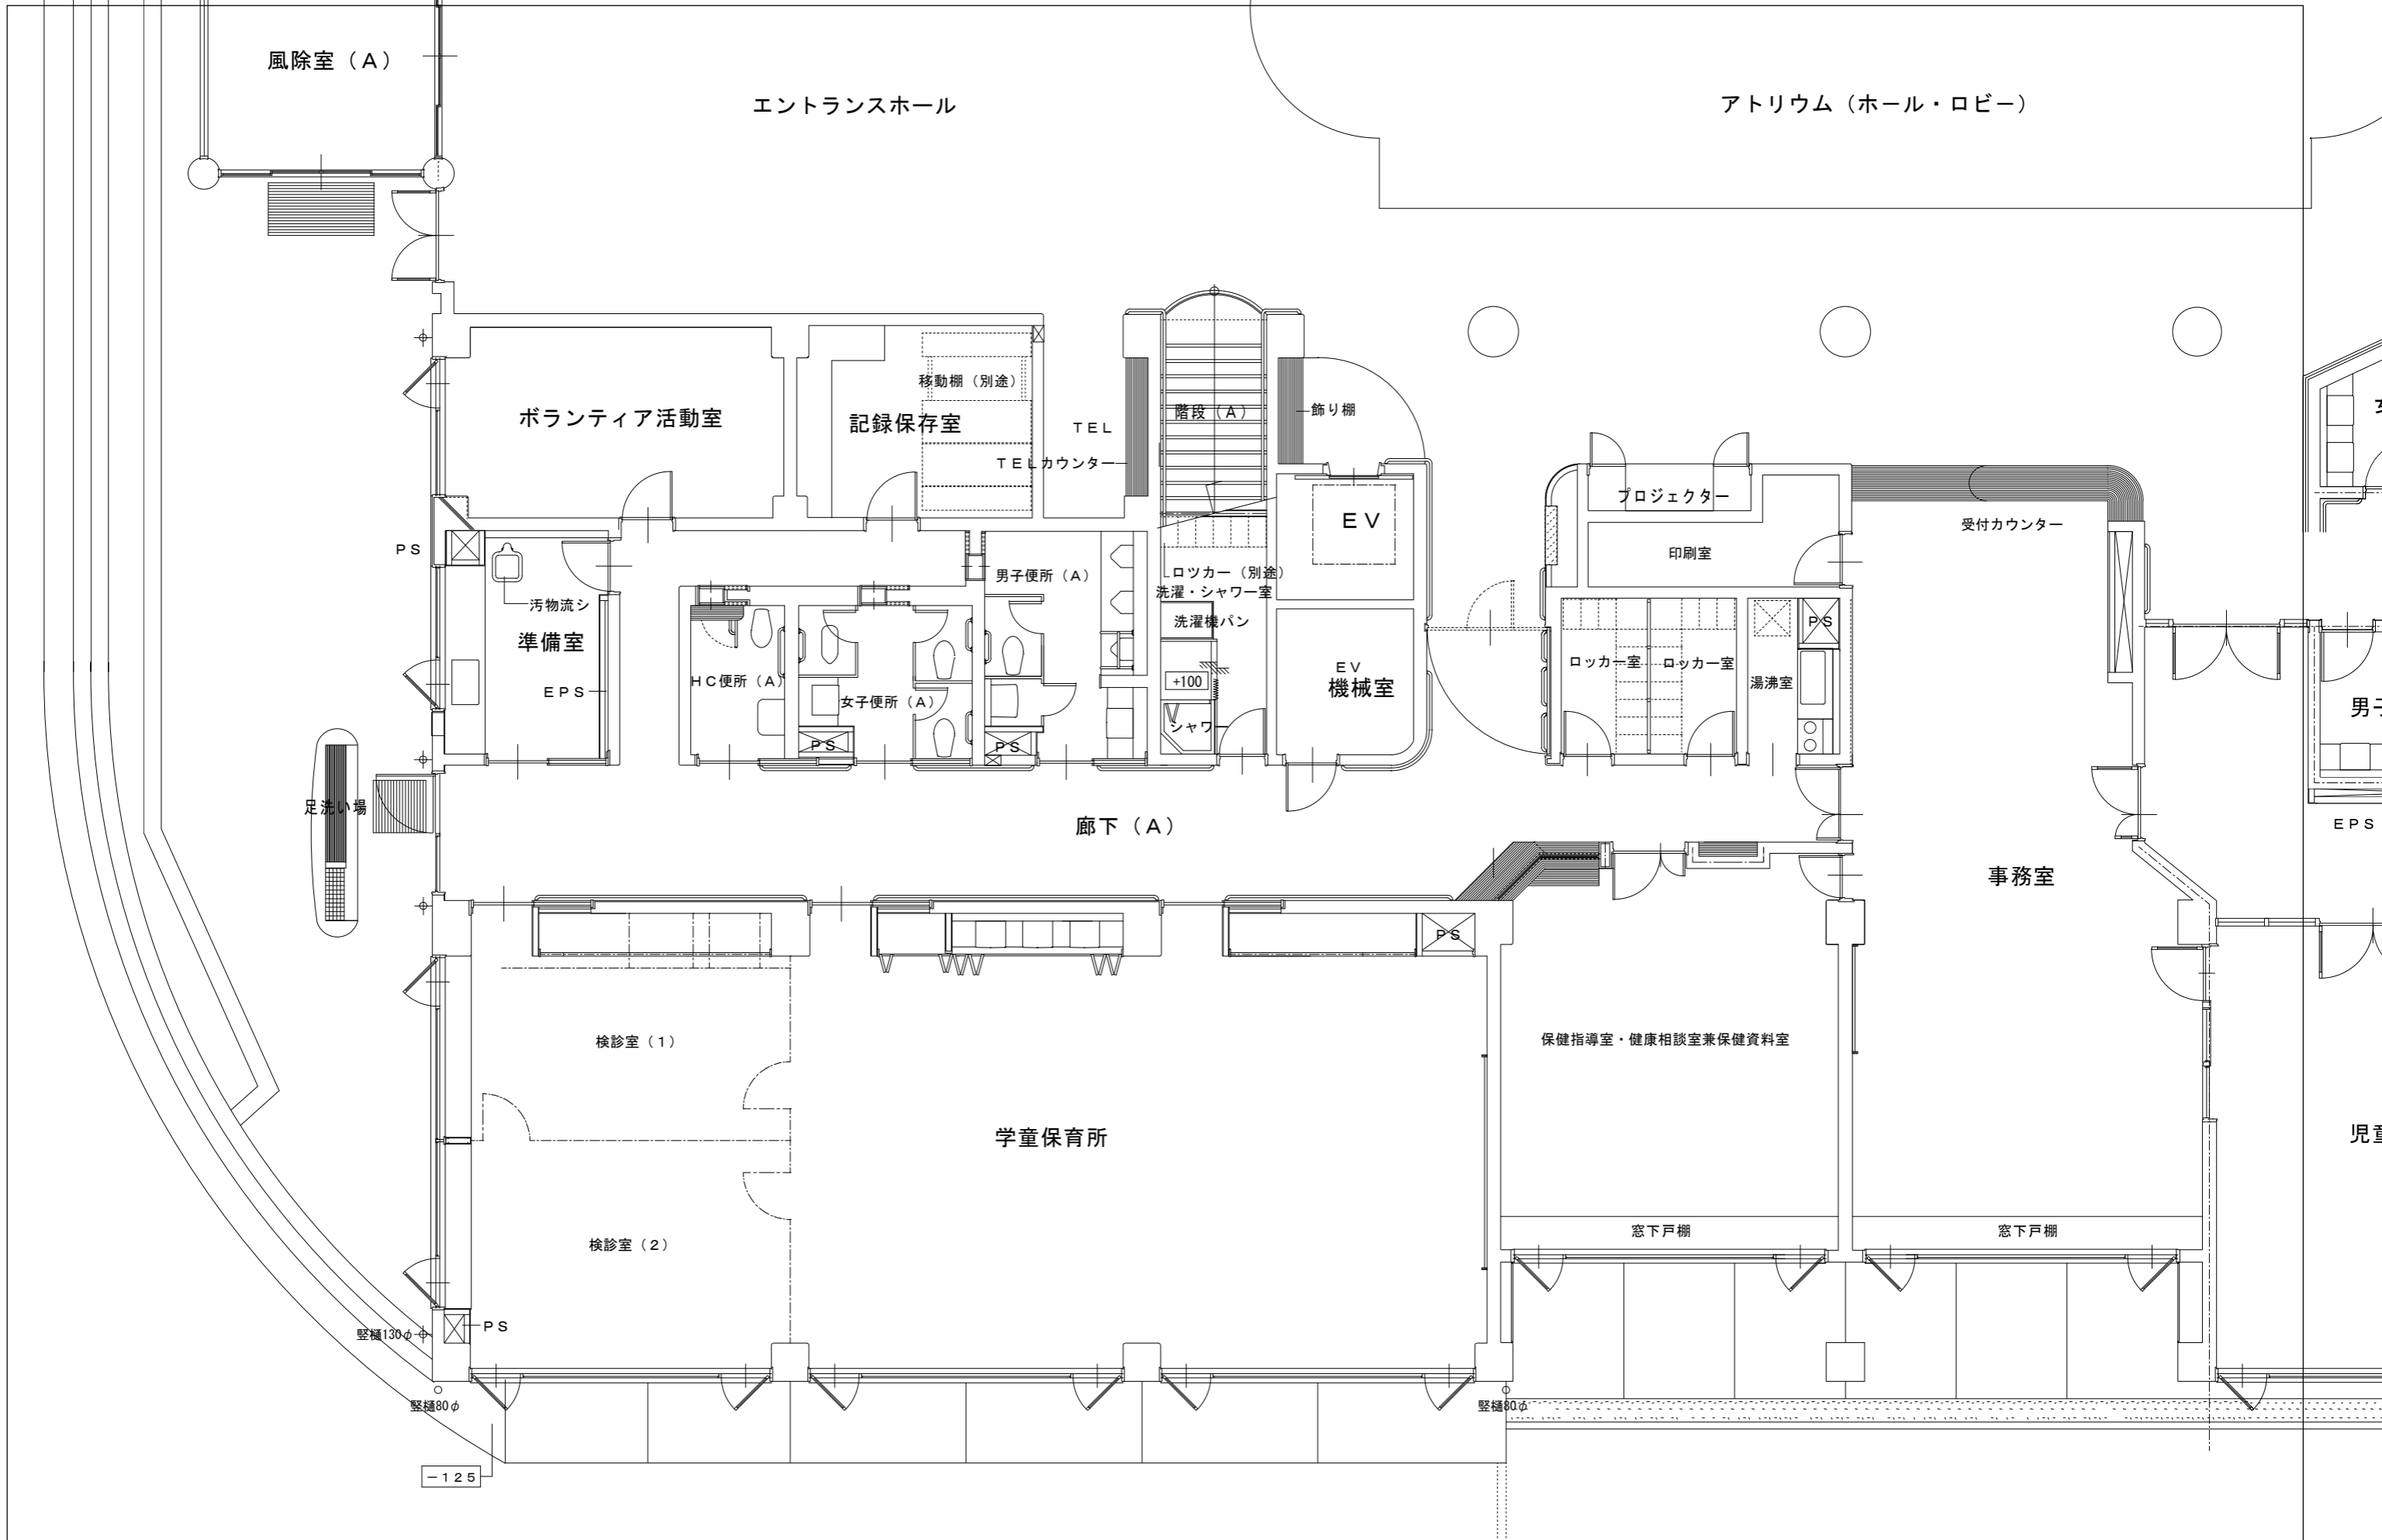 風除室（A）
エントランスホール
アトリウム（ホール・ロビー）
ボランティア活動室
記録保存室
移動棚（別途）
TEL
TELカウンター
階段（A）
飾り棚
EV
プロジェクター
印刷室
受付カウンター
PS
汚物流シ
準備室
EPS
HC便所（A）
女子便所（A）
PS
男子便所（A）
PS
ロツカー（別途）
洗濯・シャワー室
洗濯機パン
+100
シャワー
EV
機械室
ロッカー室
ロッカー室
湯沸室
PS
男子
EPS
足洗い場
廊下（A）
事務室
PS
検診室（1）
検診室（2）
学童保育所
保健指導室・健康相談室兼保健資料室
児童
窓下戸棚
窓下戸棚
PS
竪樋130φ
竪樋80φ
竪樋80φ
－125